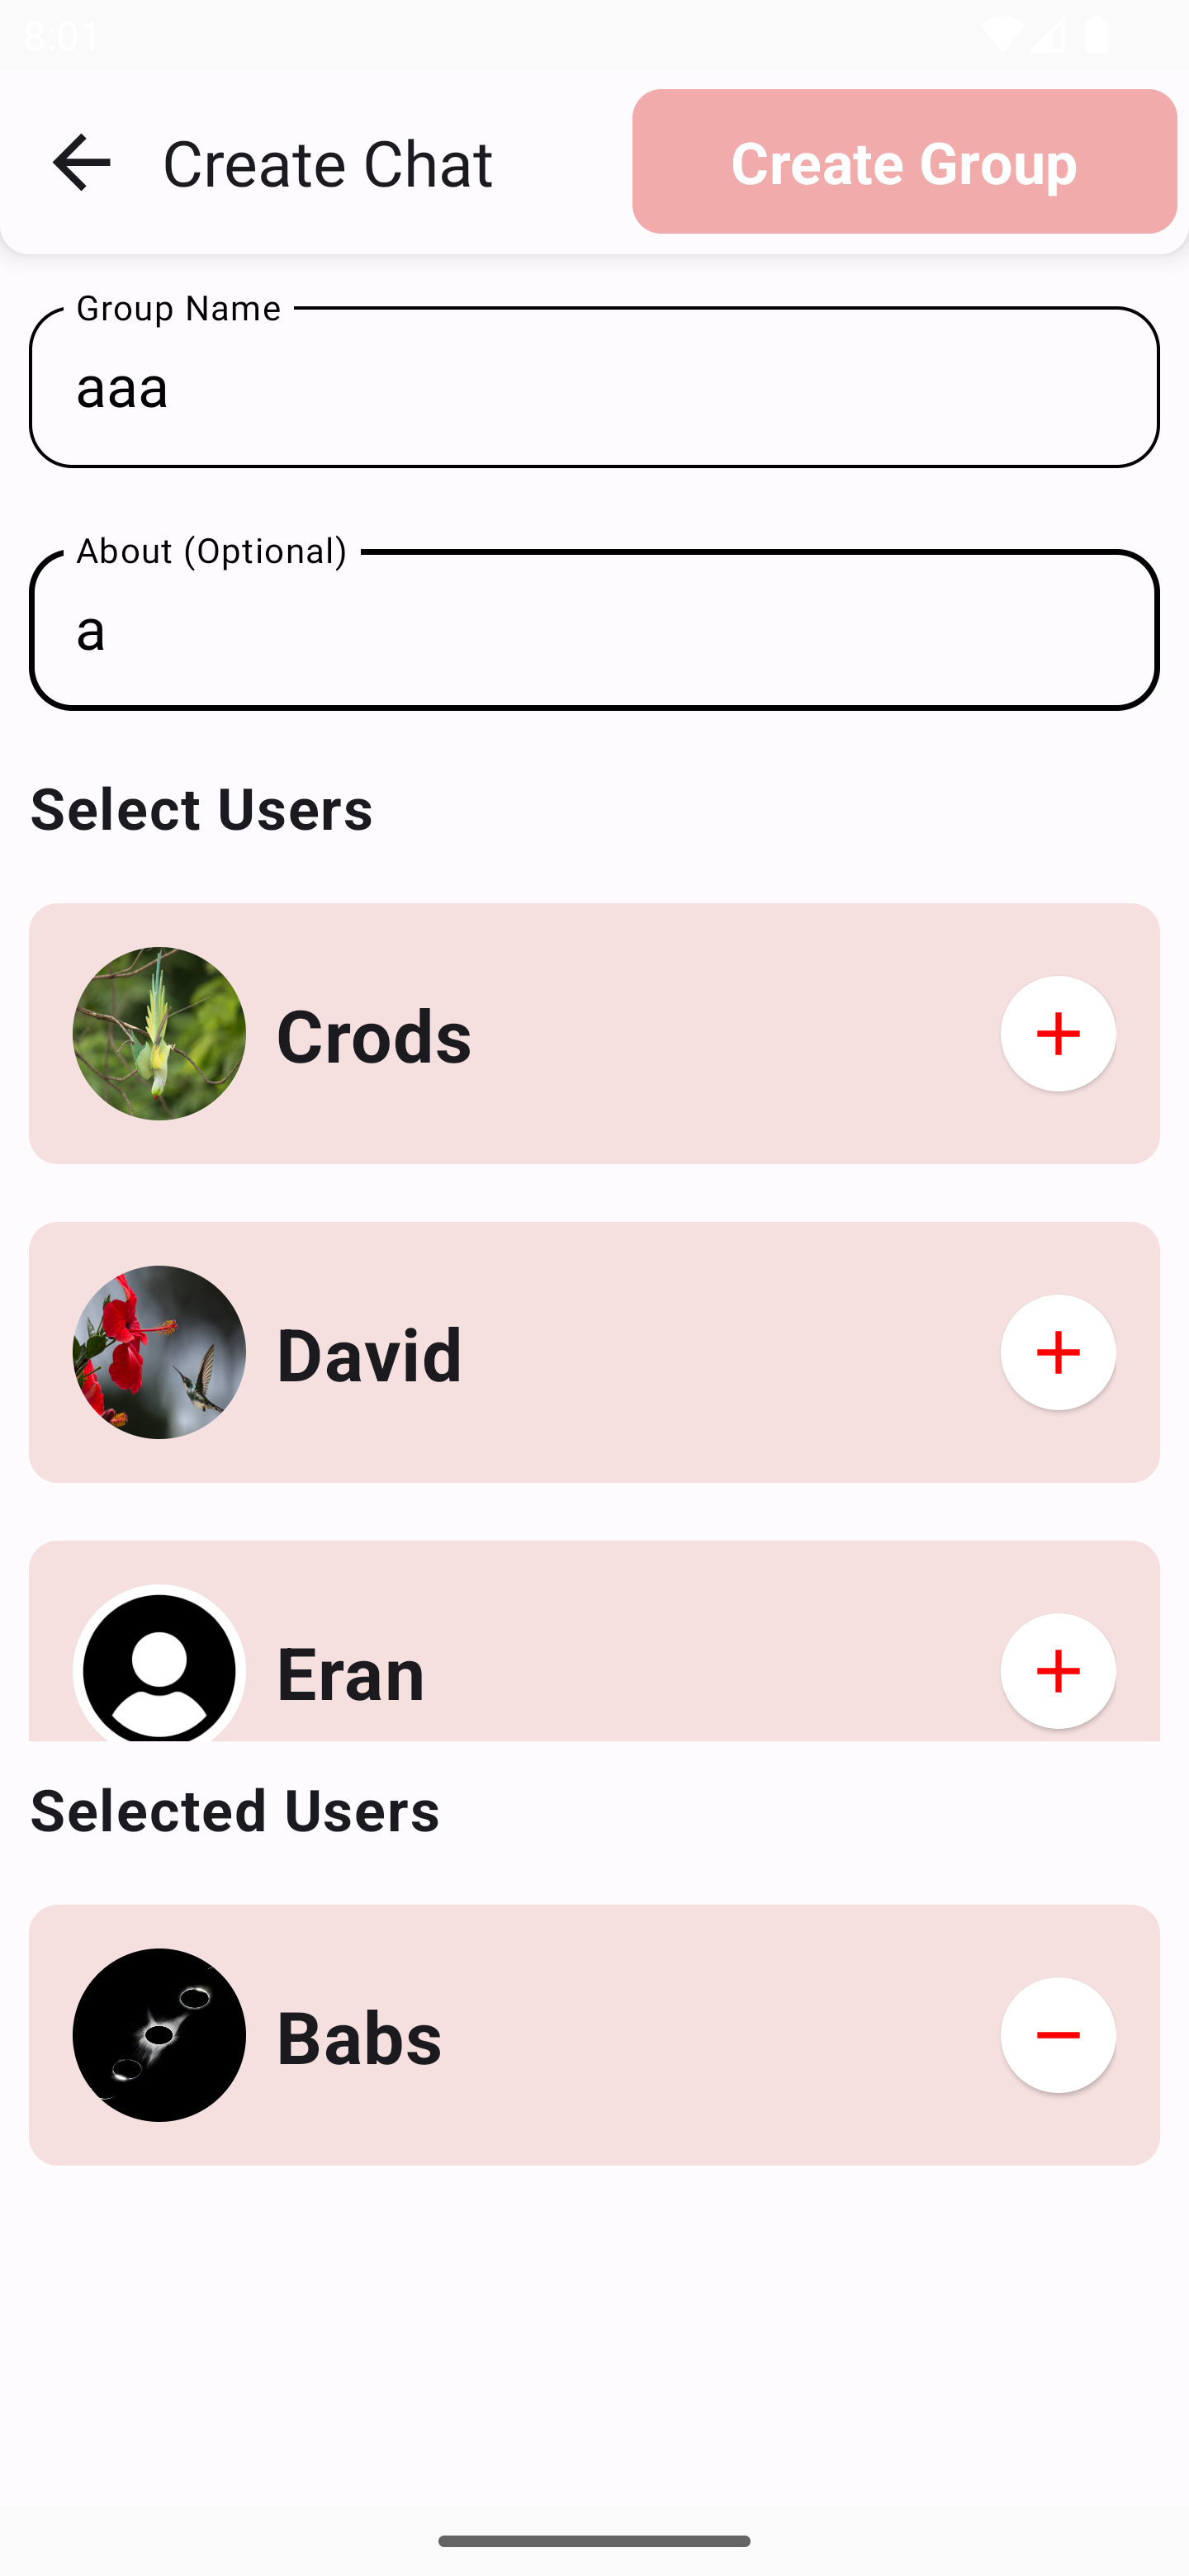 8:01
Create Chat
Create Group
Group Name
aaa
About (Optional)
a
Select Users
Crods
David
Eran
Selected Users
Babs